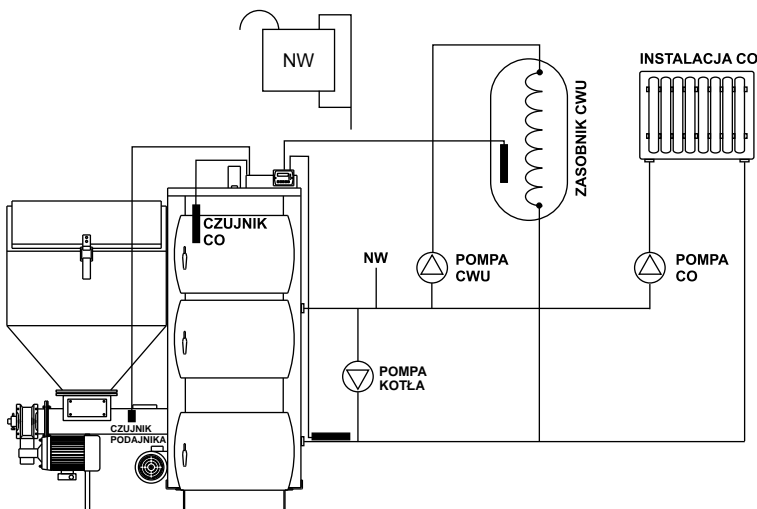 NW
INSTALACJA CO
ZASOBNIK CWU
CZUJNIK
CO
NW
POMPA
CWU
POMPA
CO
POMPA
KOTŁA
CZUJNIK
PODAJNIKA